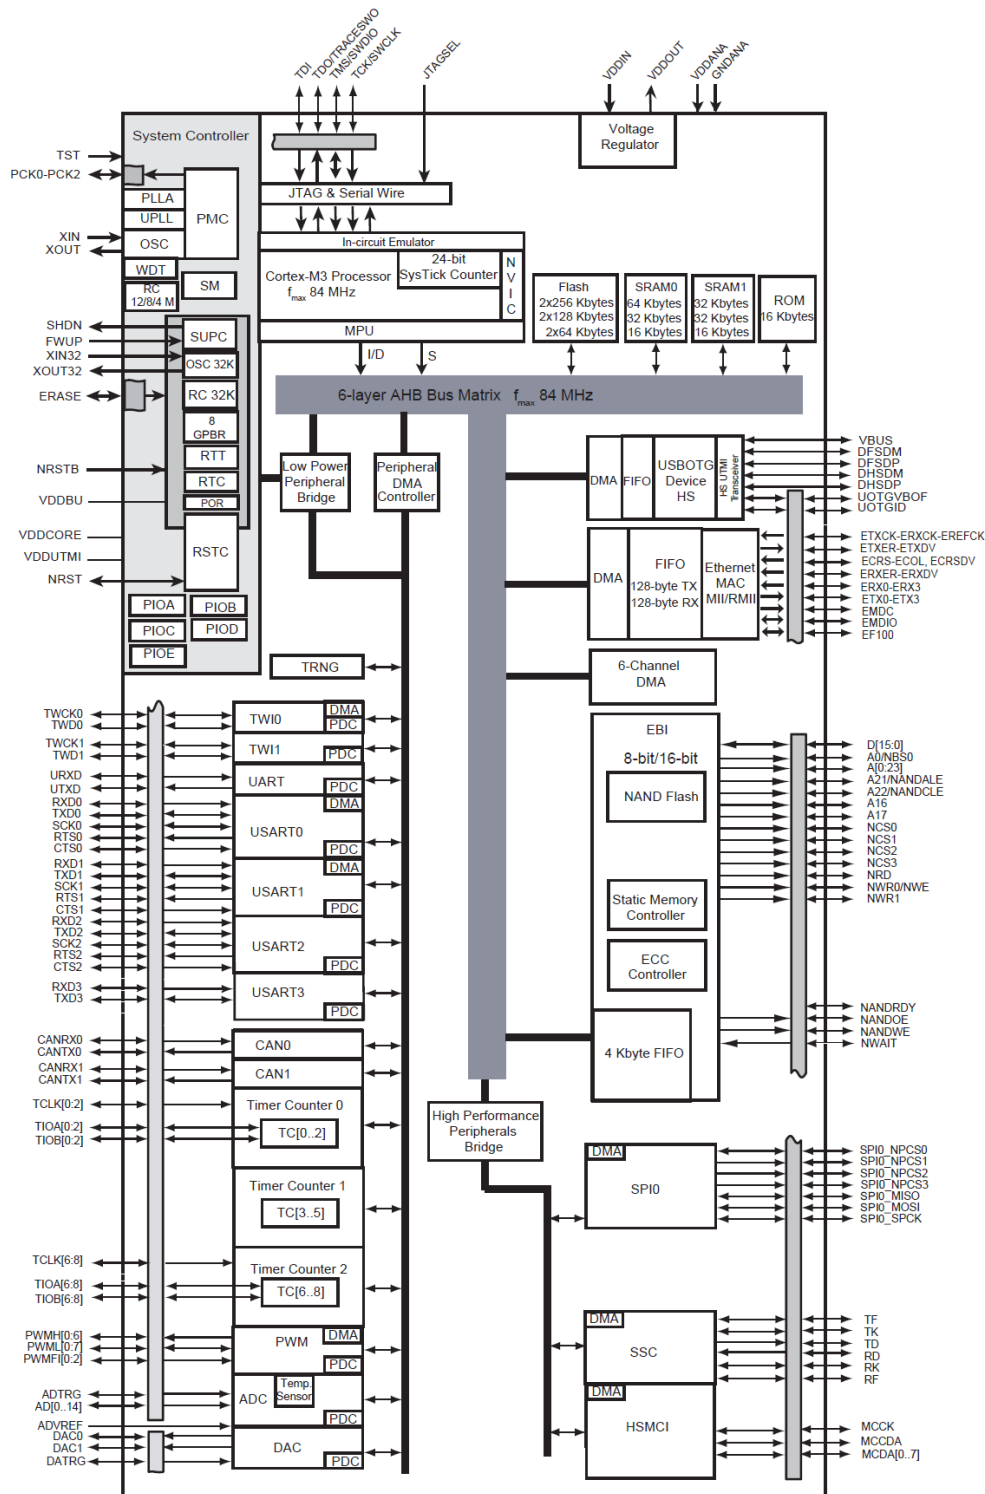 TDI
TDO/TRACESWO
TMS/SWDIO
TCK/SWCLK
JTAGSEL
VDDIN
VDDOUT
VDDANA
GNDANA
System Controller
Voltage
Regulator
TST
PCK0-PCK2
JTAG & Serial Wire
PLLA
UPLL
PMC
XIN
XOUT
OSC
In-circuit Emulator
WDT
RC
12/8/4 M
SM
Cortex-M3 Processor
fmax 84 MHz
24-bit
SysTick Counter
N
V
I
C
MPU
Flash
2x256 Kbytes
2x128 Kbytes
2x64 Kbytes
SRAM0
64 Kbytes
32 Kbytes
16 Kbytes
SRAM1
32 Kbytes
32 Kbytes
16 Kbytes
ROM
16 Kbytes
SHDN
FWUP
XIN32
XOUT32
ERASE
SUPC
OSC 32K
RC 32K
8
GPBR
RTT
RTC
POR
RSTC
I/D
S
6-layer AHB Bus Matrix fmax 84 MHz
NRSTB
VDDBU
VDDCORE
VDDUTMI
NRST
Low Power
Peripheral
Bridge
Peripheral
DMA
Controller
DMA
FIFO
USBOTG
Device
HS
HS UTMI
Transceiver
VBUS
DFSDM
DFSDP
DHSDM
DHSDP
UOTGVBOF
UOTGID
DMA
FIFO
128-byte TX
128-byte RX
Ethernet
MAC
MII/RMII
ETXCK-ERXCK-EREFCK
ETXER-ETXDV
ECRS-ECOL, ECRSDV
ERXER-ERXDV
ERX0-ERX3
ETX0-ETX3
EMDC
EMDIO
EF100
PIOA
PIOB
PIOC
PIOD
PIOE
TRNG
6-Channel
DMA
TWCK0
TWD0
TWCK1
TWD1
URXD
UTXD
RXD0
TXD0
SCK0
RTS0
CTS0
RXD1
TXD1
SCK1
RTS1
CTS1
RXD2
TXD2
SCK2
RTS2
CTS2
RXD3
TXD3
TWI0
DMA
PDC
TWI1
PDC
UART
PDC
DMA
USART0
PDC
DMA
USART1
PDC
USART2
PDC
USART3
PDC
EBI
8-bit/16-bit
NAND Flash
Static Memory
Controller
ECC
Controller
4 Kbyte FIFO
D[15:0]
A0/NBS0
A[0:23]
A21/NANDALE
A22/NANDCLE
A16
A17
NCS0
NCS1
NCS2
NCS3
NRD
NWR0/NWE
NWR1
NANDRDY
NANDOE
NANDWE
NWAIT
CANRX0
CANTX0
CANRX1
CANTX1
CAN0
CAN1
TCLK[0:2]
TIOA[0:2]
TIOB[0:2]
Timer Counter 0
TC[0..2]
Timer Counter 1
TC[3..5]
TCLK[6:8]
TIOA[6:8]
TIOB[6:8]
Timer Counter 2
TC[6..8]
High Performance
Peripherals
Bridge
DMA
SPI0
SPI0_NPCS0
SPI0_NPCS1
SPI0_NPCS2
SPI0_NPCS3
SPI0_MISO
SPI0_MOSI
SPI0_SPCK
PWMH[0:6]
PWML[0:7]
PWMFI[0:2]
PWM
DMA
PDC
DMA
SSC
TF
TK
TD
RD
RK
RF
ADTRG
AD[0..14]
ADVREF
DAC0
DAC1
DATRG
ADC
Temp.
Sensor
PDC
DAC
PDC
DMA
HSMCI
MCCK
MCCDA
MCDA[0..7]